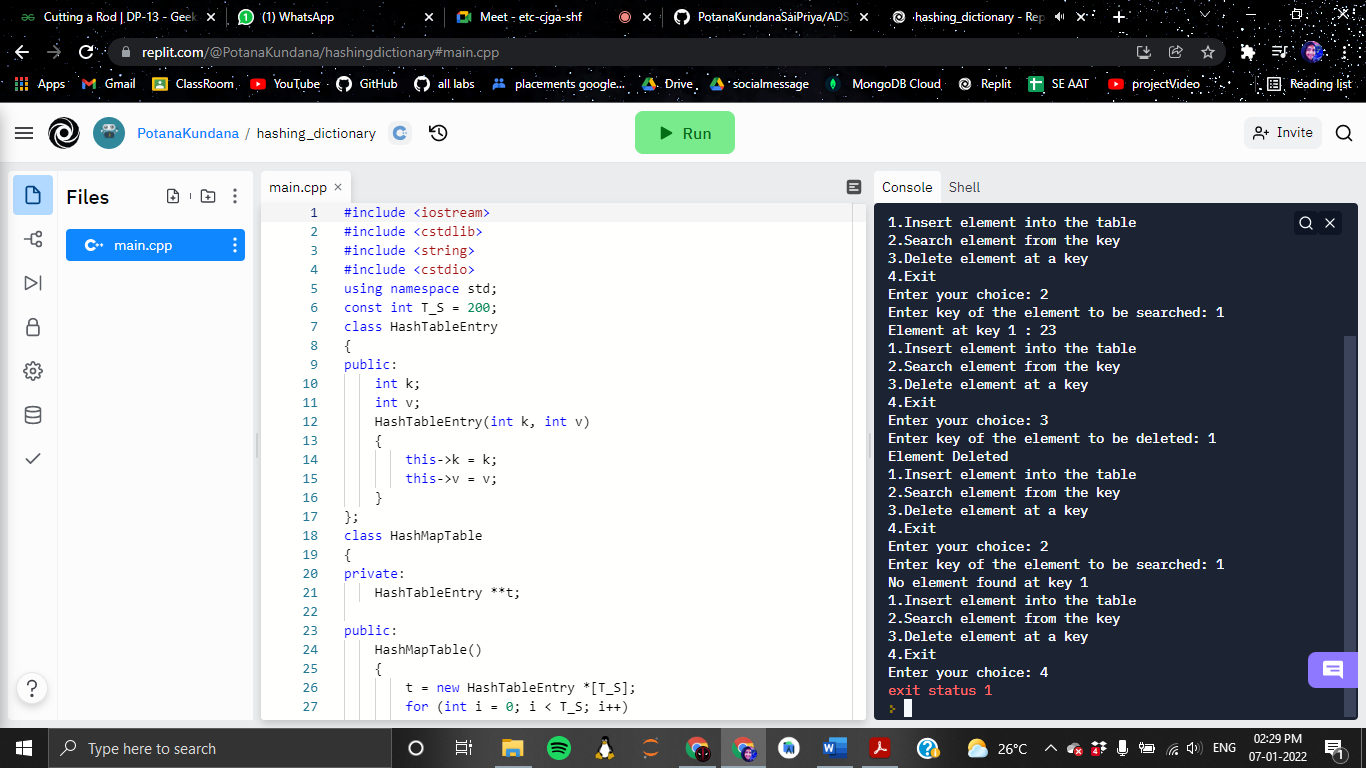 Cutting a Rod | DP-13 - Geek
(1) WhatsApp
Meet - etc-cjga-shf
PotanaKundanaSaiPriya/ADS
hashing_dictionary - Rep
replit.com/@PotanaKundana/hashingdictionary#main.cpp
Apps Gmail ClassRoom YouTube GitHub all labs placements google... Drive socialmessage MongoDB Cloud Replit SE AAT projectVideo Reading list
PotanaKundana / hashing_dictionary
Run
Invite
Files
main.cpp
main.cpp
1 #include <iostream>
2 #include <cstdlib>
3 #include <string>
4 #include <cstdio>
5 using namespace std;
6 const int T_S = 200;
7 class HashTableEntry
8 {
9 public:
10 int k;
11 int v;
12 HashTableEntry(int k, int v)
13 {
14 this->k = k;
15 this->v = v;
16 }
17 };
18 class HashMapTable
19 {
20 private:
21 HashTableEntry **t;
22
23 public:
24 HashMapTable()
25 {
26 t = new HashTableEntry *[T_S];
27 for (int i = 0; i < T_S; i++)
Console Shell
1.Insert element into the table
2.Search element from the key
3.Delete element at a key
4.Exit
Enter your choice: 2
Enter key of the element to be searched: 1
Element at key 1 : 23
1.Insert element into the table
2.Search element from the key
3.Delete element at a key
4.Exit
Enter your choice: 3
Enter key of the element to be deleted: 1
Element Deleted
1.Insert element into the table
2.Search element from the key
3.Delete element at a key
4.Exit
Enter your choice: 2
Enter key of the element to be searched: 1
No element found at key 1
1.Insert element into the table
2.Search element from the key
3.Delete element at a key
4.Exit
Enter your choice: 4
exit status 1
?
Type here to search
26°C
ENG
02:29 PM
07-01-2022
1